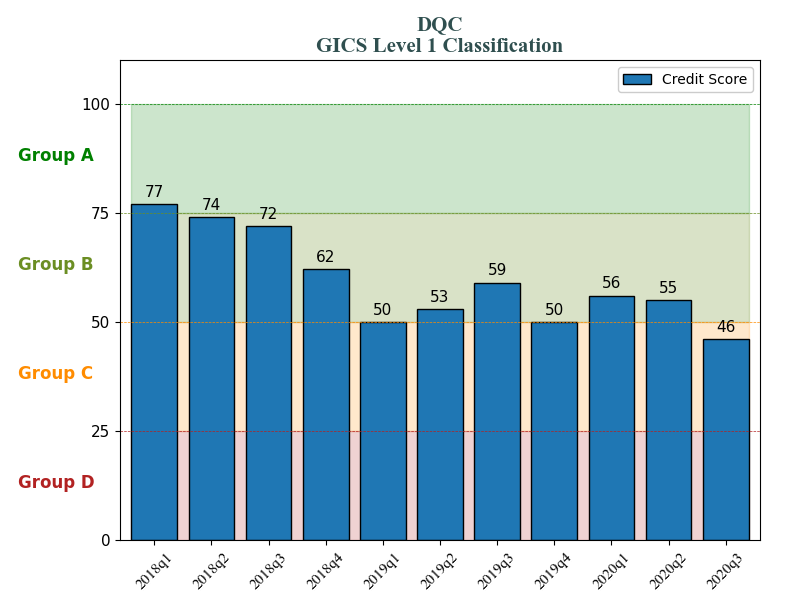 DQC
GICS Level 1 Classification
Credit Score
100
Group A
77
74
75
72
Group B
62
59
56
55
53
50
50
50
46
Group C
25
Group D
0
2018q1
2018q2
2018q3
2018q4
2019q1
2019q2
2019q3
2019q4
2020q1
2020q2
2020q3